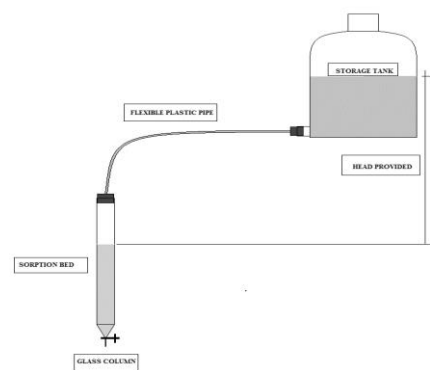 STORAGE TANK
FLEXIBLE PLASTIC PIPE
HEAD PROVIDED
SORPTION BED
GLASS COLUMN